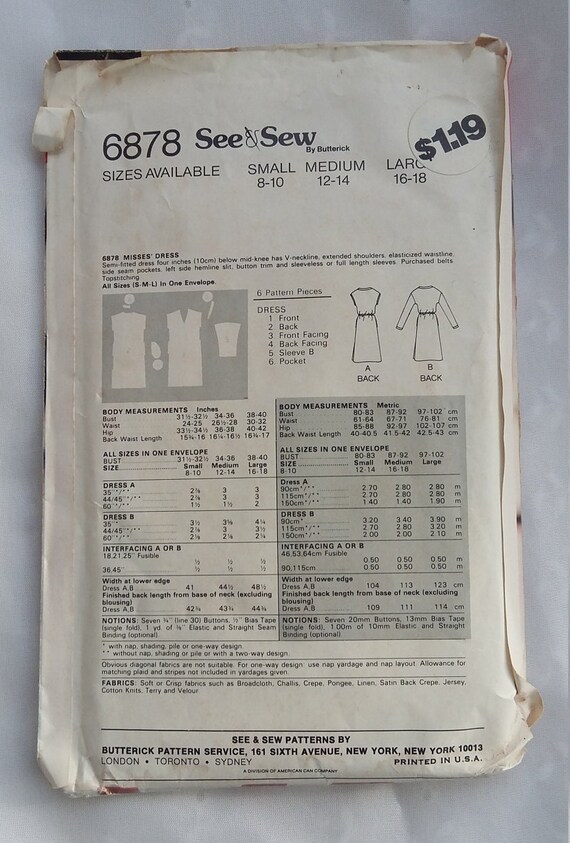 6878 See & Sew By Butterick
$1.19
SIZES AVAILABLE SMALL MEDIUM LARG
8-10 12-14 16-18
6878 MISSES' DRESS
Semi-fitted dress four inches (10cm) below mid-knee has V-neckline, extended shoulders, elasticized waistline,
side seam pockets, left side hemline slit, button trim and sleeveless or full length sleeves. Purchased belts
Topstitching.
All Sizes (S-M-L) In One Envelope.
6 Pattern Pieces
DRESS
1 Front
2 Back
3 Front Facing
4 Back Facing
5 Sleeve B
6 Pocket
A
BACK
B
BACK
BODY MEASUREMENTS Inches
Bust 31½-32½ 34-36 38-40
Waist 24-25 26½-28 30-32
Hip 33½-34½ 36-38 40-42
Back Waist Length 15¾-16 16¼-16½ 16¾-17
ALL SIZES IN ONE ENVELOPE
BUST 31½-32½ 34-36 38-40
SIZE Small Medium Large
8-10 12-14 16-18
DRESS A
35"*/** 3 3
44/45"*/** 3 3
60"*/** 1½ 1½ 2
DRESS B
35"
44/45"*/** 3 3½
60"*/**
INTERFACING A OR B
18,21,25" Fusible
½ ½ ½
36,45" ½ ½ ½
Width at lower edge
Dress A,B 41 44½ 48½
Finished back length from base of neck (excluding
blousing)
Dress A,B 42¾ 43¾ 44¾
NOTIONS: Seven ¾" (line 30) Buttons, ½" Bias Tape
(single fold), 1 yd. of ⅜" Elastic and Straight Seam
Binding (optional).
BODY MEASUREMENTS Metric
Bust 80-83 87-92 97-102 cm
Waist 61-64 67-71 76-81 cm
Hip 85-88 92-97 102-107 cm
Back Waist Length 40-40.5 41.5-42 42.5-43 cm
ALL SIZES IN ONE ENVELOPE
BUST 80-83 87-92 97-102
SIZE Small Medium Large
8-10 12-14 16-18
Dress A
90cm*/** 2.70 2.80 2.80 m
115cm*/** 2.70 2.80 2.80 m
150cm*/** 1.40 1.40 1.90 m
DRESS B
90cm* 3.20 3.40 3.90 m
115cm*/** 2.70 2.80 3.20 m
150cm*/** 2.00 2.00 2.10 m
INTERFACING A OR B
46,53,64cm Fusible
0.50 0.50 0.50 m
90,115cm 0.50 0.50 0.50 m
Width at lower edge
Dress A,B 104 113 123 cm
Finished back length from base of neck (excluding
blousing)
Dress A,B 109 111 114 cm
NOTIONS: Seven 20mm Buttons, 13mm Bias Tape
(single fold), 1.00m of 10mm Elastic and Straight
Binding (optional).
* with nap, shading, pile or one-way design.
** without nap, shading or pile or with a two-way design.
Obvious diagonal fabrics are not suitable. For one-way design: use nap yardage and nap layout. Allowance for
matching plaid and stripes not included in yardages given.
FABRICS: Soft or Crisp fabrics such as Broadcloth, Challis, Crepe, Pongee, Linen, Satin Back Crepe, Jersey,
Cotton Knits, Terry and Velour.
SEE & SEW PATTERNS BY
BUTTERICK PATTERN SERVICE, 161 SIXTH AVENUE, NEW YORK, NEW YORK 10013
LONDON • TORONTO • SYDNEY PRINTED IN U.S.A.
A DIVISION OF AMERICAN CAN COMPANY